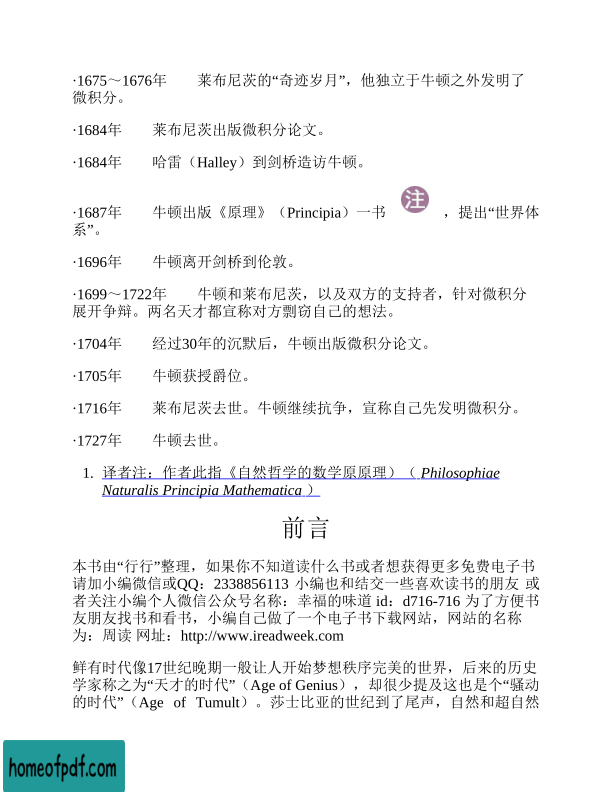 ·1675～1676年　　莱布尼茨的“奇迹岁月”，他独立于牛顿之外发明了
微积分。
·1684年　　莱布尼茨出版微积分论文。
·1684年　　哈雷（Halley）到剑桥造访牛顿。
·1687年　　牛顿出版《原理》（Principia）一书 注 ，提出“世界体
系”。
·1696年　　牛顿离开剑桥到伦敦。
·1699～1722年　　牛顿和莱布尼茨，以及双方的支持者，针对微积分
展开争辩。两名天才都宣称对方剽窃自己的想法。
·1704年　　经过30年的沉默后，牛顿出版微积分论文。
·1705年　　牛顿获授爵位。
·1716年　　莱布尼茨去世。牛顿继续抗争，宣称自己先发明微积分。
·1727年　　牛顿去世。
1. 译者注：作者此指《自然哲学的数学原原理）（ Philosophiae
Naturalis Principia Mathematica ）
前言
本书由“行行”整理，如果你不知道读什么书或者想获得更多免费电子书
请加小编微信或QQ：2338856113 小编也和结交一些喜欢读书的朋友 或
者关注小编个人微信公众号名称：幸福的味道 id：d716-716 为了方便书
友朋友找书和看书，小编自己做了一个电子书下载网站，网站的名称
为：周读 网址：http://www.ireadweek.com
鲜有时代像17世纪晚期一般让人开始梦想秩序完美的世界，后来的历史
学家称之为“天才的时代”（Age of Genius），却很少提及这也是个“骚动
的时代”（Age of Tumult）。莎士比亚的世纪到了尾声，自然和超自然
homeofpdf.com